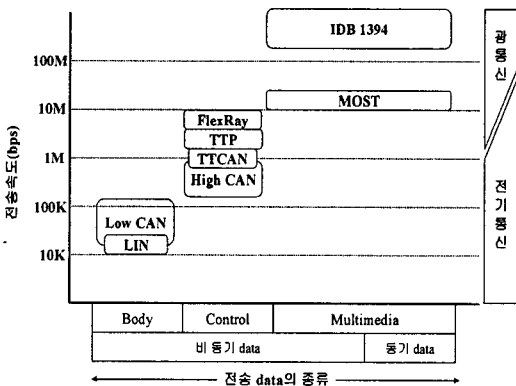 IDB 1394
100M
MOST
10M
FlexRay
TTP
TTCAN
1M
High CAN
100K
Low CAN
LIN
10K
전송속도(bps)
광통신
전기통신
Body
Control
Multimedia
비 동기 data
동기 data
전송 data의 종류